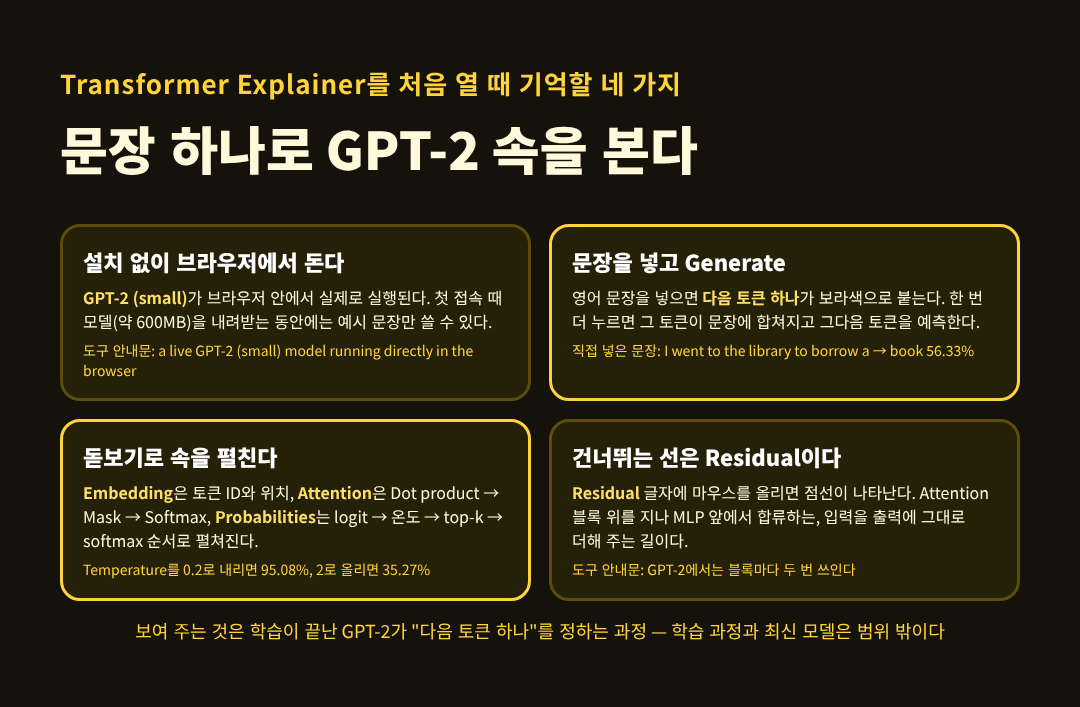 Transformer Explainer를 처음 열 때 기억할 네 가지
문장 하나로 GPT-2 속을 본다
설치 없이 브라우저에서 돈다
GPT-2 (small)가 브라우저 안에서 실제로 실행된다. 첫 접속 때
모델(약 600MB)을 내려받는 동안에는 예시 문장만 쓸 수 있다.
도구 안내문: a live GPT-2 (small) model running directly in the
browser
문장을 넣고 Generate
영어 문장을 넣으면 다음 토큰 하나가 보라색으로 붙는다. 한 번
더 누르면 그 토큰이 문장에 합쳐지고 그다음 토큰을 예측한다.
직접 넣은 문장: I went to the library to borrow a → book 56.33%
돋보기로 속을 펼친다
Embedding은 토큰 ID와 위치, Attention은 Dot product →
Mask → Softmax, Probabilities는 logit → 온도 → top-k →
softmax 순서로 펼쳐진다.
Temperature를 0.2로 내리면 95.08%, 2로 올리면 35.27%
건너뛰는 선은 Residual이다
Residual 글자에 마우스를 올리면 점선이 나타난다. Attention
블록 위를 지나 MLP 앞에서 합류하는, 입력을 출력에 그대로
더해 주는 길이다.
도구 안내문: GPT-2에서는 블록마다 두 번 쓰인다
보여 주는 것은 학습이 끝난 GPT-2가 "다음 토큰 하나"를 정하는 과정 — 학습 과정과 최신 모델은 범위 밖이다